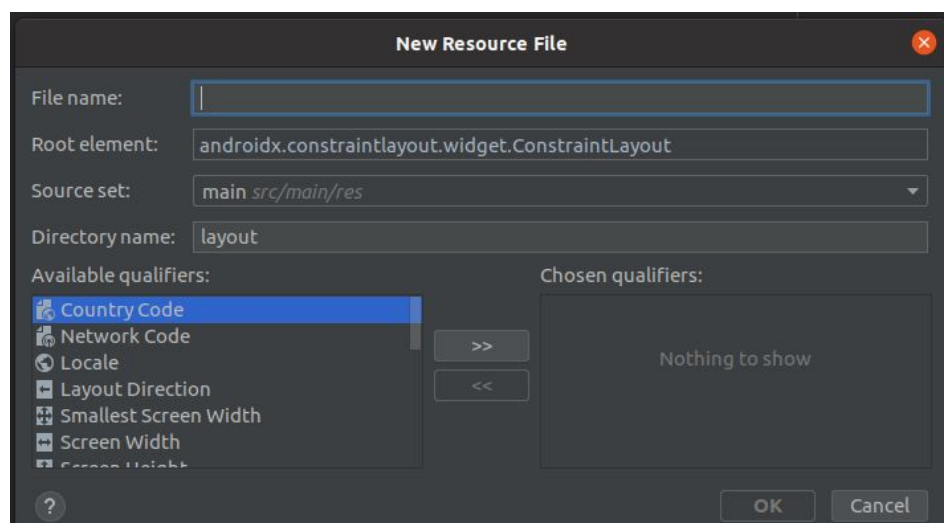 New Resource File
File name:
Root element: androidx.constraintlayout.widget.ConstraintLayout
Source set: main src/main/res
Directory name: layout
Available qualifiers:
Chosen qualifiers:
Country Code
Network Code
Locale
Layout Direction
Smallest Screen Width
Screen Width
Screen Height
>>
<<
Nothing to show
?
OK
Cancel